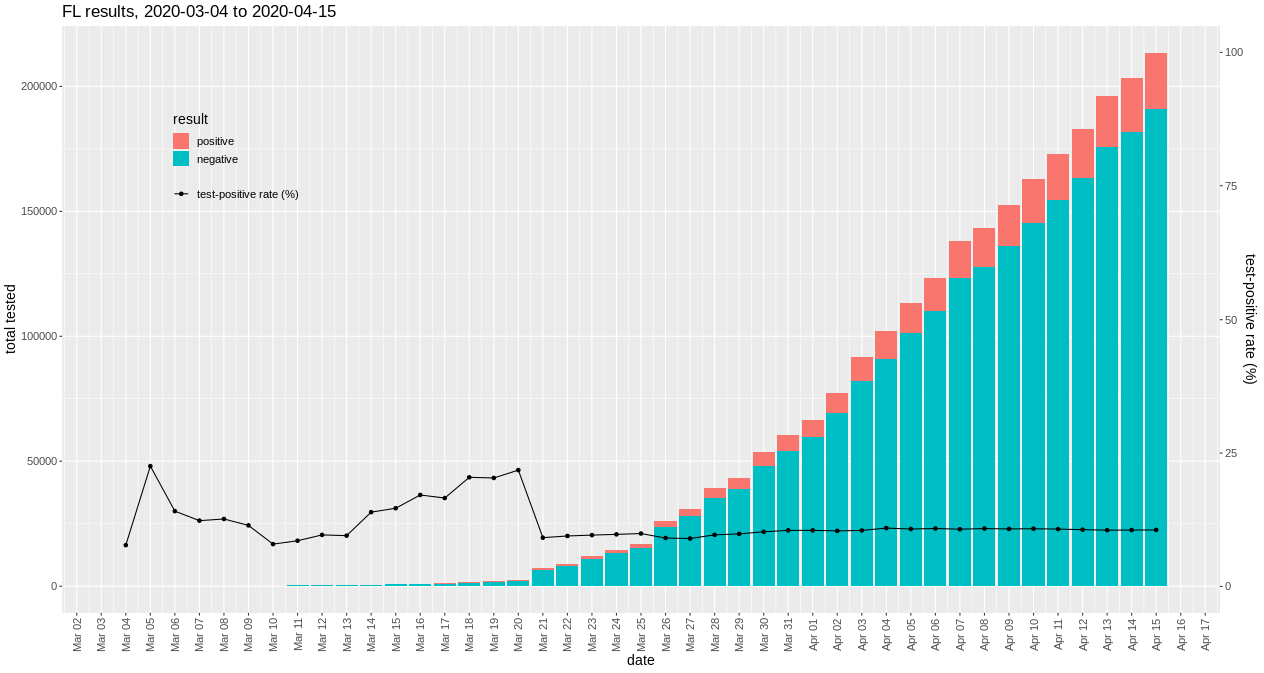 FL results, 2020-03-04 to 2020-04-15
total tested
200000
150000
100000
50000
0
result
positive
negative
test-positive rate (%)
100
75
50
25
0
test-positive rate (%)
Mar 02
Mar 03
Mar 04
Mar 05
Mar 06
Mar 07
Mar 08
Mar 09
Mar 10
Mar 11
Mar 12
Mar 13
Mar 14
Mar 15
Mar 16
Mar 17
Mar 18
Mar 19
Mar 20
Mar 21
Mar 22
Mar 23
Mar 24
Mar 25
Mar 26
Mar 27
Mar 28
Mar 29
Mar 30
Mar 31
Apr 01
Apr 02
Apr 03
Apr 04
Apr 05
Apr 06
Apr 07
Apr 08
Apr 09
Apr 10
Apr 11
Apr 12
Apr 13
Apr 14
Apr 15
Apr 16
Apr 17
date